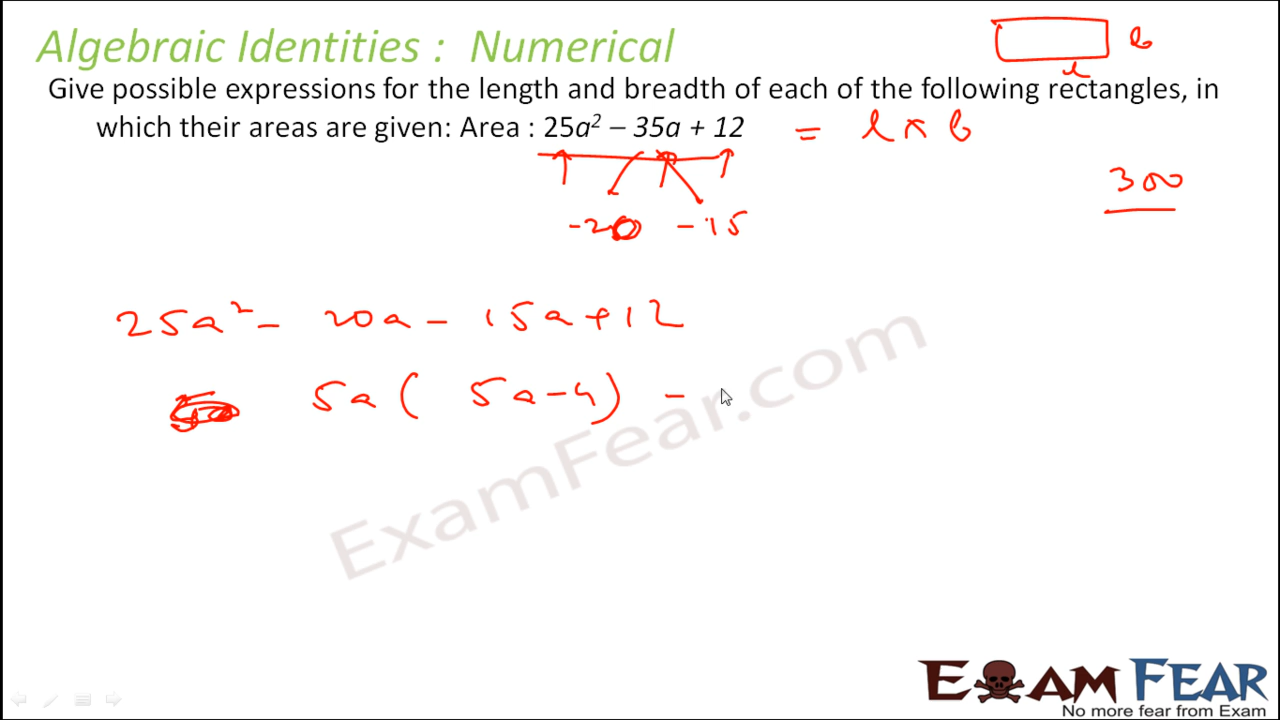 Algebraic Identities : Numerical
b
l
Give possible expressions for the length and breadth of each of the following rectangles, in
which their areas are given: Area : 25a² – 35a + 12 = l × b
300
-20 -15
25a² - 20a - 15a + 12
5a ( 5a - 4 ) -
ExamFear.com
EXAM FEAR
No more fear from Exam